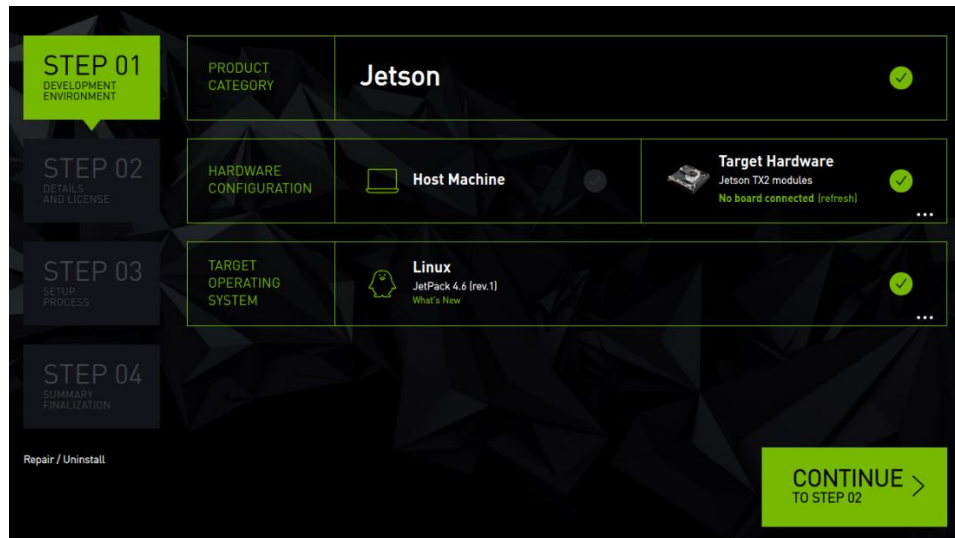 STEP 01
DEVELOPMENT
ENVIRONMENT
PRODUCT
CATEGORY
Jetson
STEP 02
DETAILS
AND LICENSE
HARDWARE
CONFIGURATION
Host Machine
Target Hardware
Jetson TX2 modules
No board connected (refresh)
...
STEP 03
SETUP
PROCESS
TARGET
OPERATING
SYSTEM
Linux
JetPack 4.6 (rev.1)
What's New
...
STEP 04
SUMMARY
FINALIZATION
Repair / Uninstall
CONTINUE >
TO STEP 02